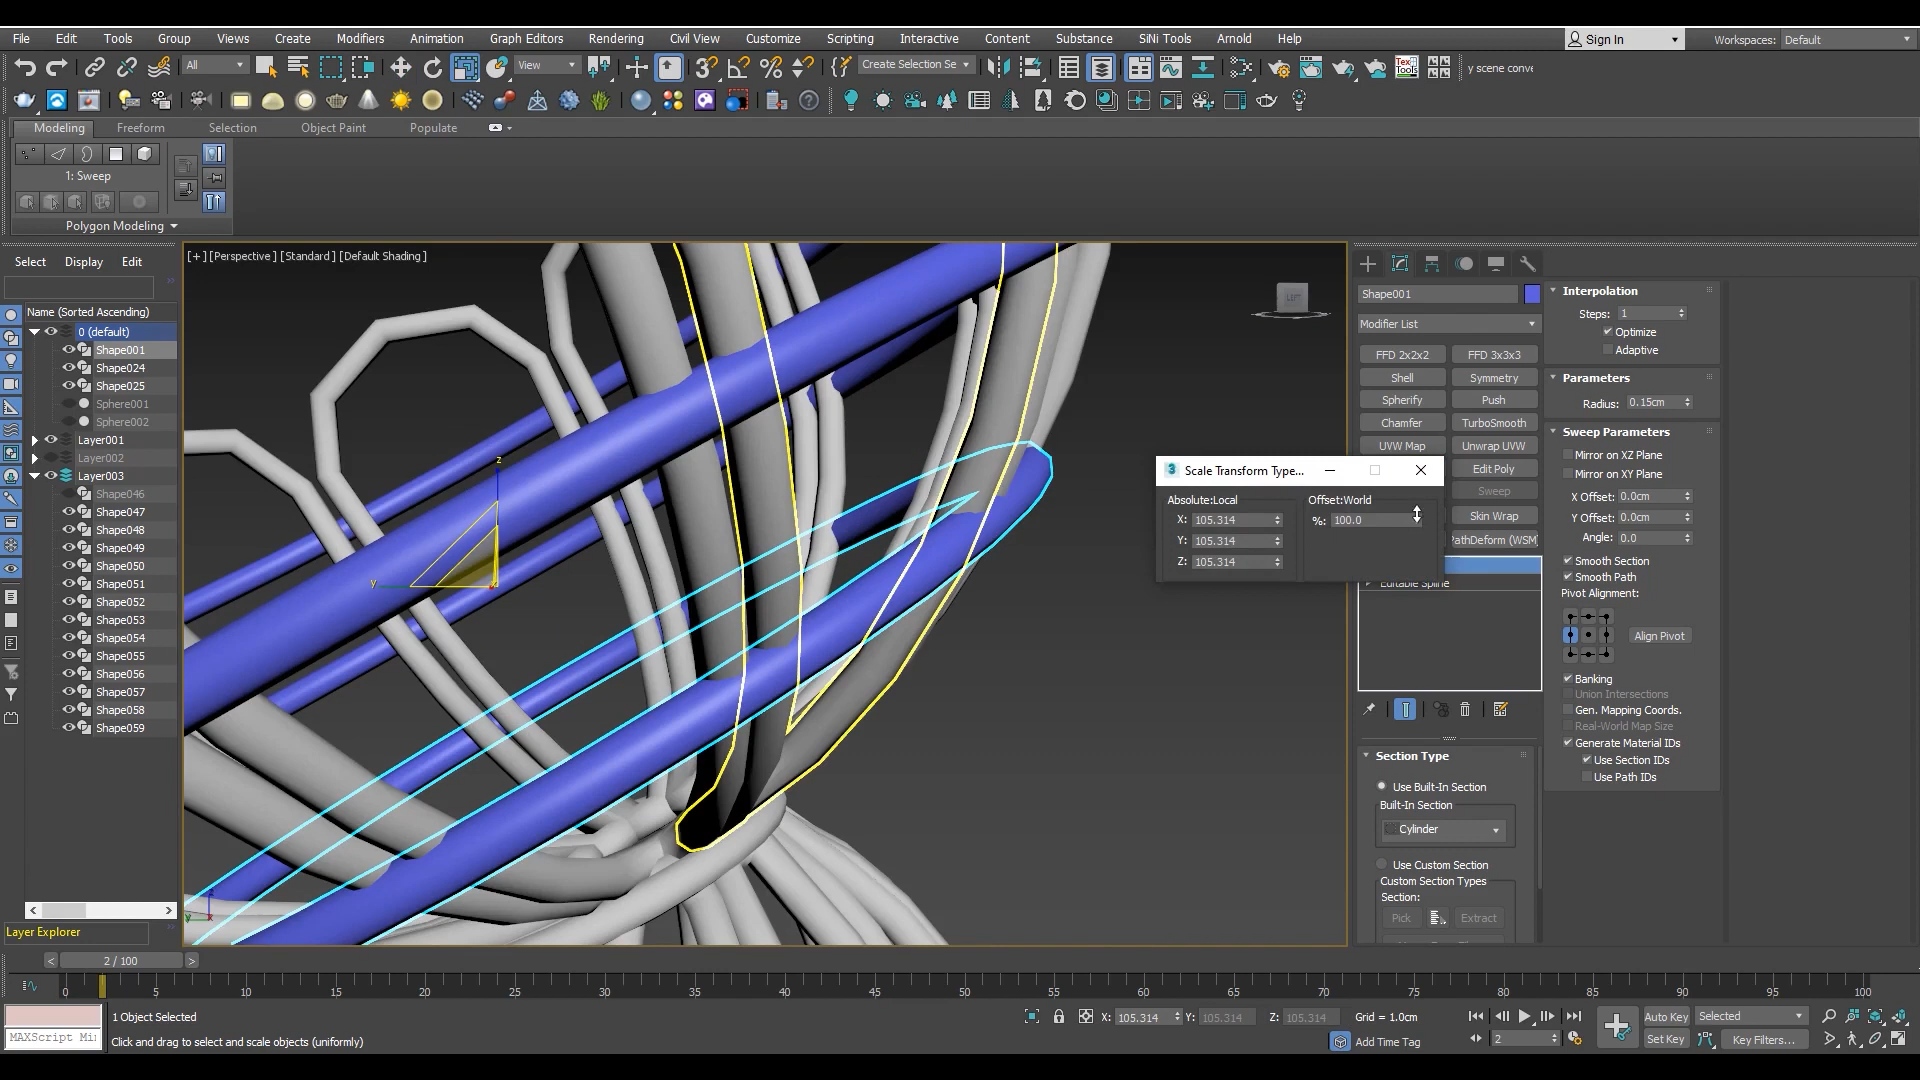 File Edit Tools Group Views Create Modifiers Animation Graph Editors Rendering Civil View Customize Scripting Interactive Content Substance SiNi Tools Arnold Help
Sign In
Workspaces: Default
All
View
Create Selection Se
y scene conve
Modeling Freeform Selection Object Paint Populate
1: Sweep
Polygon Modeling
Select Display Edit
Name (Sorted Ascending)
0 (default)
Shape001
Shape024
Shape025
Sphere001
Sphere002
Layer001
Layer002
Layer003
Shape046
Shape047
Shape048
Shape049
Shape050
Shape051
Shape052
Shape053
Shape054
Shape055
Shape056
Shape057
Shape058
Shape059
Layer Explorer
[+] [Perspective ] [Standard ] [Default Shading ]
z
y
Scale Transform Type...
Absolute:Local Offset:World
X: 105.314 %: 100.0
Y: 105.314
Z: 105.314
Shape001
Modifier List
FFD 2x2x2 FFD 3x3x3
Shell Symmetry
Spherify Push
Chamfer TurboSmooth
UVW Map Unwrap UVW
Edit Poly
Sweep
Skin Wrap
PathDeform (WSM)
Editable Spline
Section Type
Use Built-In Section
Built-In Section
Cylinder
Use Custom Section
Custom Section Types
Section:
Pick Extract
Interpolation
Steps: 1
Optimize
Adaptive
Parameters
Radius: 0.15cm
Sweep Parameters
Mirror on XZ Plane
Mirror on XY Plane
X Offset: 0.0cm
Y Offset: 0.0cm
Angle: 0.0
Smooth Section
Smooth Path
Pivot Alignment:
Align Pivot
Banking
Union Intersections
Gen. Mapping Coords.
Real-World Map Size
Generate Material IDs
Use Section IDs
Use Path IDs
< 2 / 100 >
0 5 10 15 20 25 30 35 40 45 50 55 60 65 70 75 80 85 90 95 100
MAXScript Mi
1 Object Selected
Click and drag to select and scale objects (uniformly)
X: 105.314 Y: 105.314 Z: 105.314 Grid = 1.0cm
Add Time Tag
2
Auto Key Selected
Set Key Key Filters...